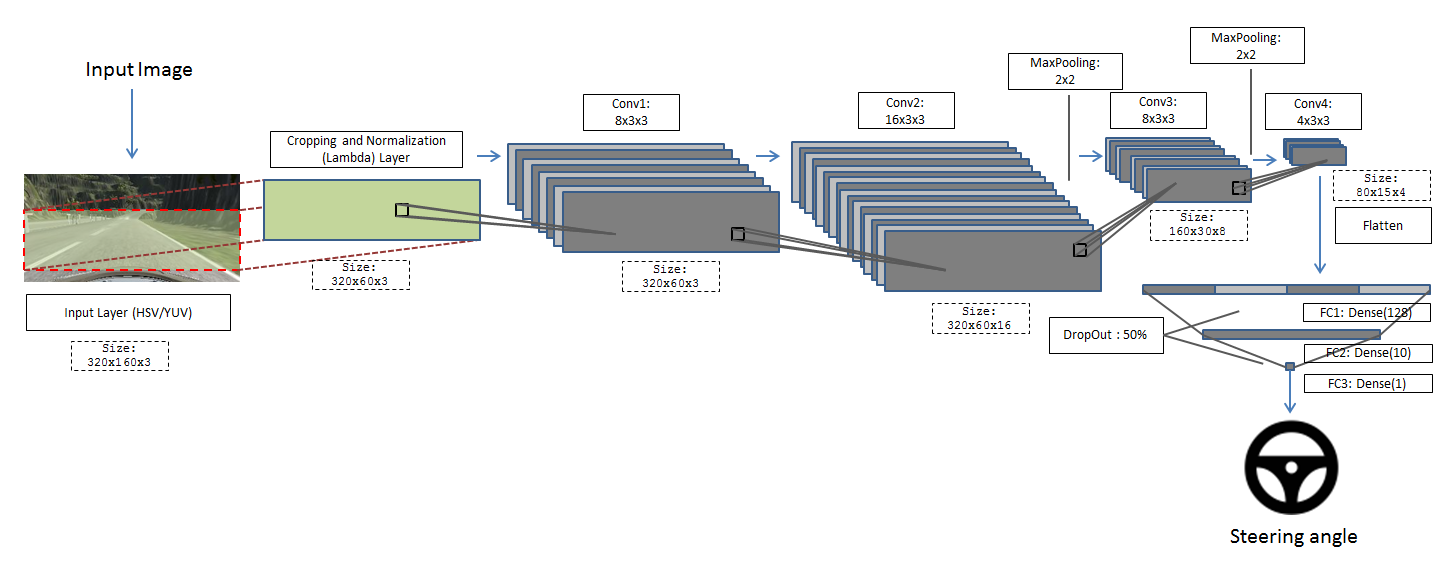 Input Image
Input Layer (HSV/YUV)
Size:
320x160x3
Cropping and Normalization
(Lambda) Layer
Size:
320x60x3
Conv1:
8x3x3
Size:
320x60x3
Conv2:
16x3x3
Size:
320x60x16
MaxPooling:
2x2
Conv3:
8x3x3
Size:
160x30x8
MaxPooling:
2x2
Conv4:
4x3x3
Size:
80x15x4
Flatten
DropOut : 50%
FC1: Dense(128)
FC2: Dense(10)
FC3: Dense(1)
Steering angle